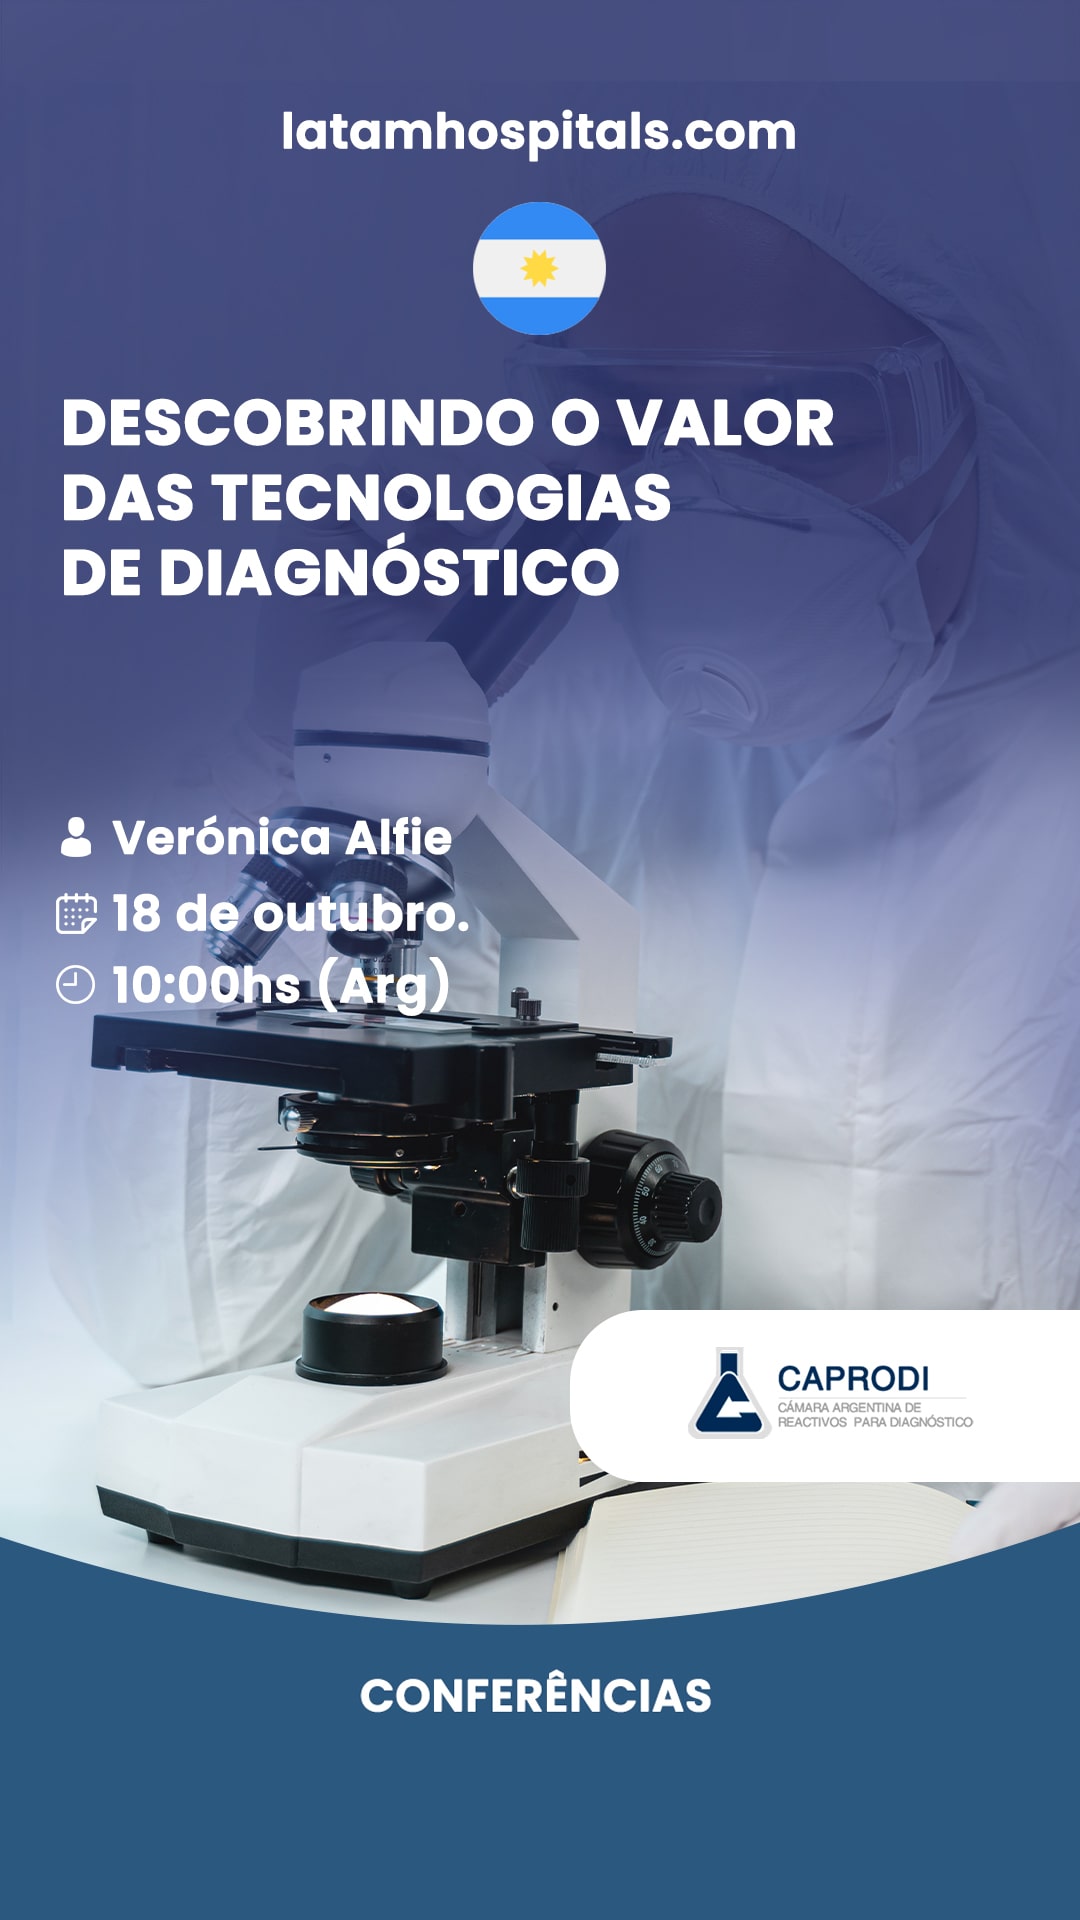 latamhospitals.com
DESCOBRINDO O VALOR
DAS TECNOLOGIAS
DE DIAGNÓSTICO
Verónica Alfie
18 de outubro.
10:00hs (Arg)
CAPRODI
CÁMARA ARGENTINA DE
REACTIVOS PARA DIAGNÓSTICO
CONFERÊNCIAS